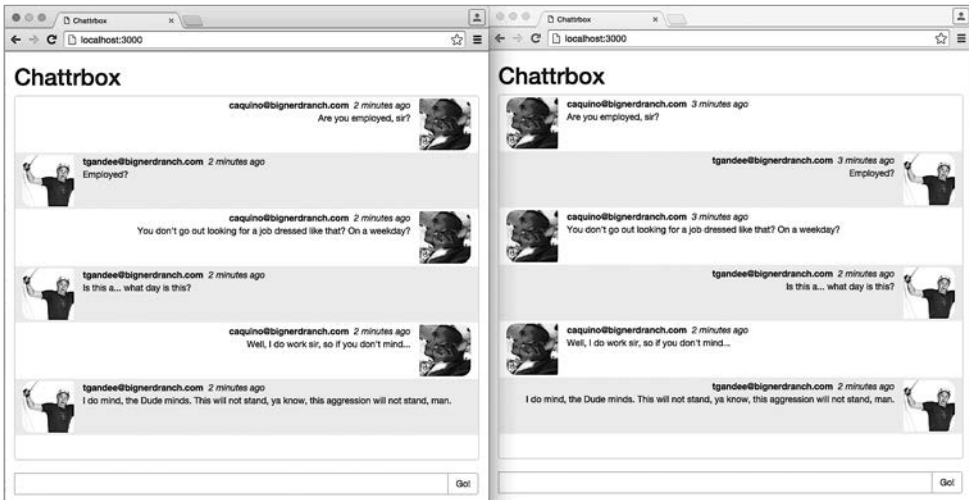 Chattrbox
localhost:3000
Chattrbox
caquino@bignerdranch.com 2 minutes ago
Are you employed, sir?
tgandee@bignerdranch.com 2 minutes ago
Employed?
caquino@bignerdranch.com 2 minutes ago
You don't go out looking for a job dressed like that? On a weekday?
tgandee@bignerdranch.com 2 minutes ago
Is this a... what day is this?
caquino@bignerdranch.com 2 minutes ago
Well, I do work sir, so if you don't mind...
tgandee@bignerdranch.com 2 minutes ago
I do mind, the Dude minds. This will not stand, ya know, this aggression will not stand, man.
Go!
Chattrbox
localhost:3000
Chattrbox
caquino@bignerdranch.com 3 minutes ago
Are you employed, sir?
tgandee@bignerdranch.com 3 minutes ago
Employed?
caquino@bignerdranch.com 3 minutes ago
You don't go out looking for a job dressed like that? On a weekday?
tgandee@bignerdranch.com 2 minutes ago
Is this a... what day is this?
caquino@bignerdranch.com 2 minutes ago
Well, I do work sir, so if you don't mind...
tgandee@bignerdranch.com 2 minutes ago
I do mind, the Dude minds. This will not stand, ya know, this aggression will not stand, man.
Go!